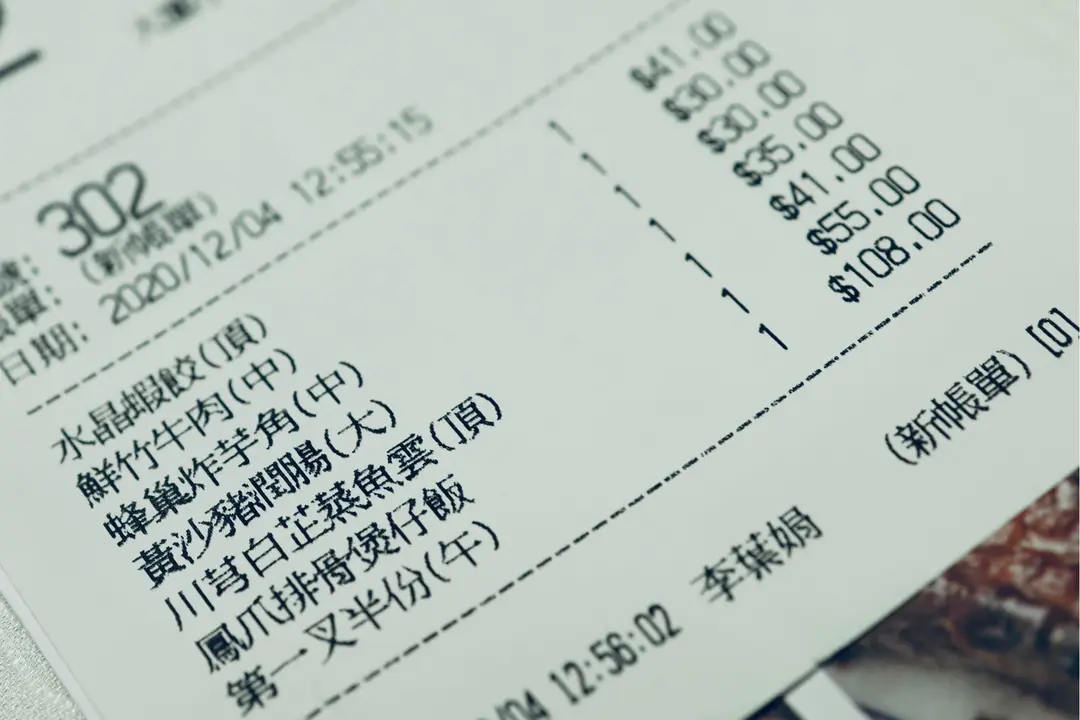 302
(新帳單)
日期: 2020/12/04 12:55:15
水晶蝦餃(頂) 1 $41.00
鮮竹牛肉(中) 1 $30.00
蜂巢炸芋角(中) 1 $30.00
黃沙豬潤腸(大) 1 $35.00
川芎白芷蒸魚雲(頂) 1 $41.00
鳳爪排骨煲仔飯 1 $55.00
第一叉半份(午) 1 $108.00
(新帳單) [0]
/04 12:56:02 李葉娟